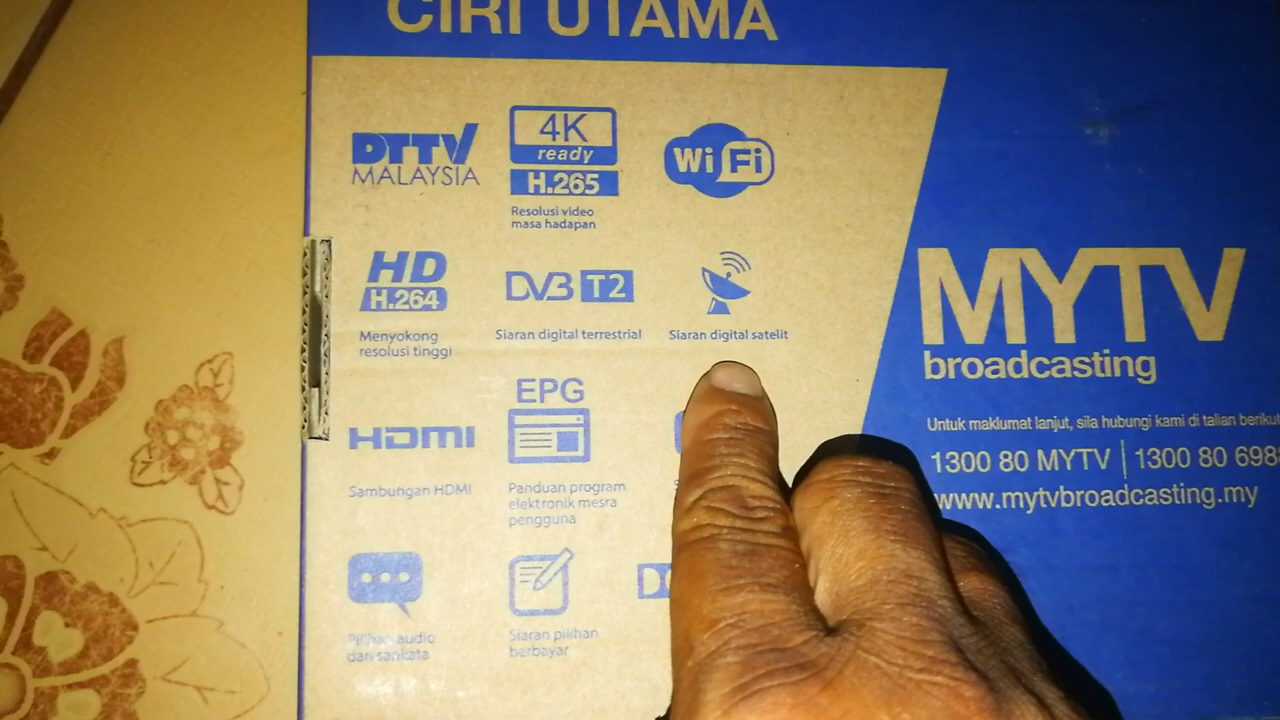 CIRI UTAMA
DTTV
MALAYSIA
4K
ready
H.265
Resolusi video
masa hadapan
Wi Fi
HD
H.264
Menyokong
resolusi tinggi
DVB T2
Siaran digital terrestrial
Siaran digital satelit
HDMI
Sambungan HDMI
EPG
Panduan program
elektronik mesra
pengguna
Pilihan audio
dan sarikata
Siaran pilihan
berbayar
MYTV
broadcasting
Untuk maklumat lanjut, sila hubungi kami di talian
1300 80 MYTV | 1300 80
www.mytvbroadcasting.my